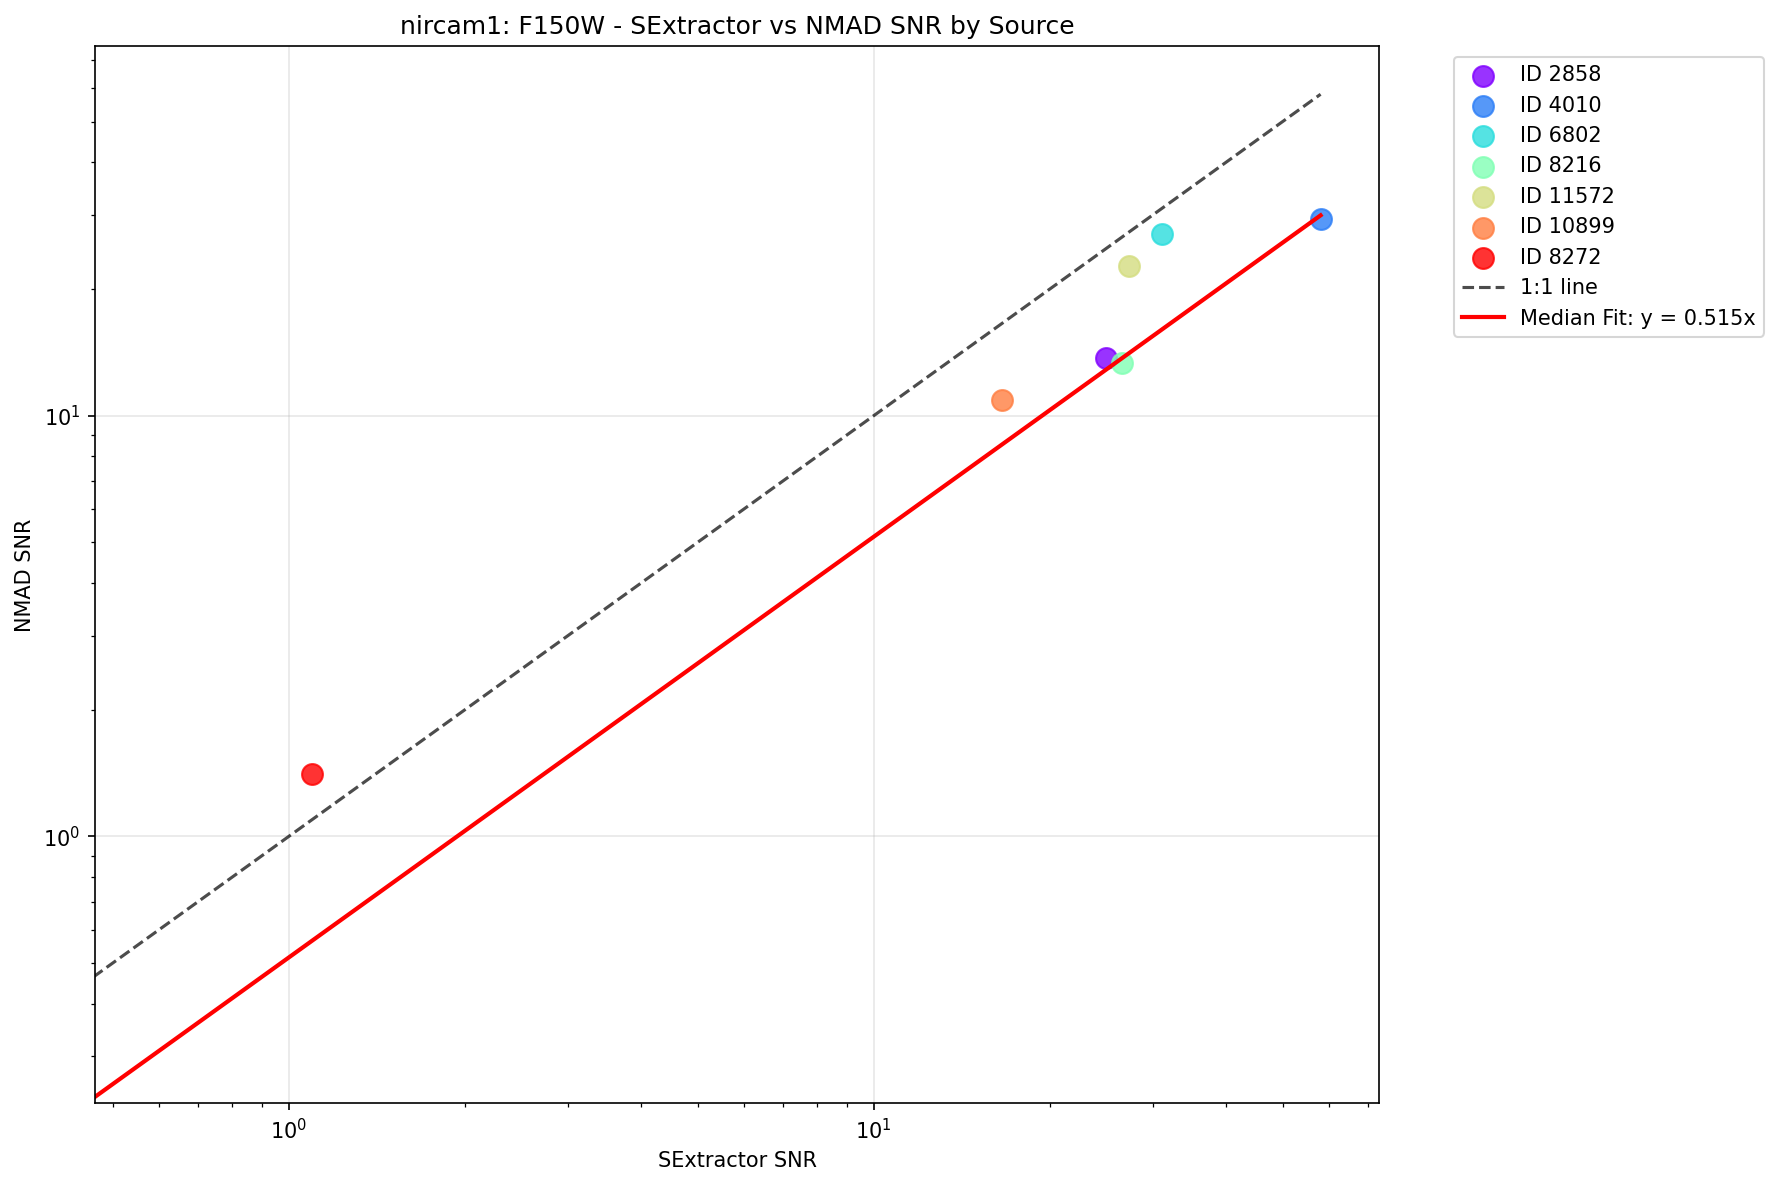 nircam1: F150W - SExtractor vs NMAD SNR by Source
ID 2858
ID 4010
ID 6802
ID 8216
ID 11572
ID 10899
ID 8272
1:1 line
Median Fit: y = 0.515x
NMAD SNR
10¹
10⁰
10⁰
10¹
SExtractor SNR